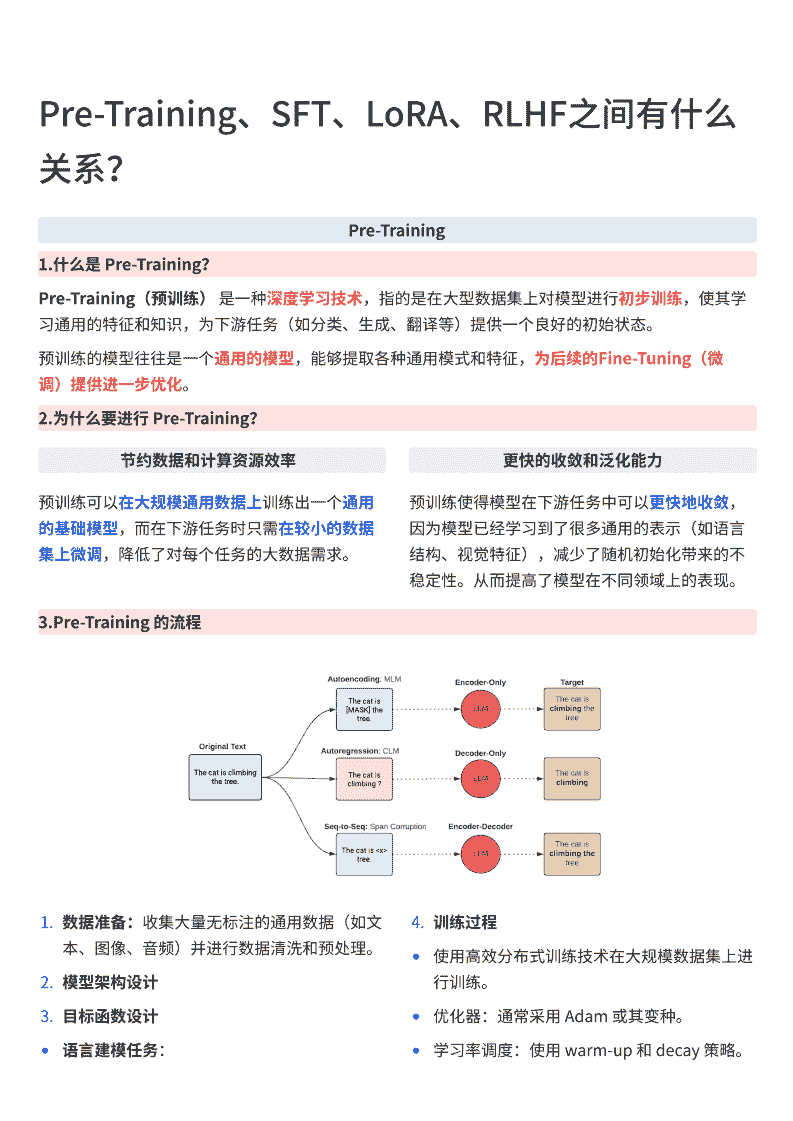 Pre-Training、SFT、LoRA、RLHF之间有什么
关系？
Pre-Training
1.什么是 Pre-Training？
Pre-Training（预训练） 是一种深度学习技术，指的是在大型数据集上对模型进行初步训练，使其学
习通用的特征和知识，为下游任务（如分类、生成、翻译等）提供一个良好的初始状态。
预训练的模型往往是一个通用的模型，能够提取各种通用模式和特征，为后续的Fine-Tuning（微
调）提供进一步优化。
2.为什么要进行 Pre-Training？
节约数据和计算资源效率
预训练可以在大规模通用数据上训练出一个通用
的基础模型，而在下游任务时只需在较小的数据
集上微调，降低了对每个任务的大数据需求。
更快的收敛和泛化能力
预训练使得模型在下游任务中可以更快地收敛，
因为模型已经学习到了很多通用的表示（如语言
结构、视觉特征），减少了随机初始化带来的不
稳定性。从而提高了模型在不同领域上的表现。
3.Pre-Training 的流程
Original Text
The cat is climbing
the tree.
Autoencoding: MLM
The cat is
[MASK] the
tree.
Encoder-Only
LLM
Target
The cat is
climbing the
tree
Autoregression: CLM
The cat is
climbing ?
Decoder-Only
LLM
The cat is
climbing
Seq-to-Seq: Span Corruption
The cat is <x>
tree.
Encoder-Decoder
LLM
The cat is
climbing the
tree
1. 数据准备：收集大量无标注的通用数据（如文
本、图像、音频）并进行数据清洗和预处理。
2. 模型架构设计
3. 目标函数设计
• 语言建模任务：
4. 训练过程
• 使用高效分布式训练技术在大规模数据集上进
行训练。
• 优化器：通常采用 Adam 或其变种。
• 学习率调度：使用 warm-up 和 decay 策略。